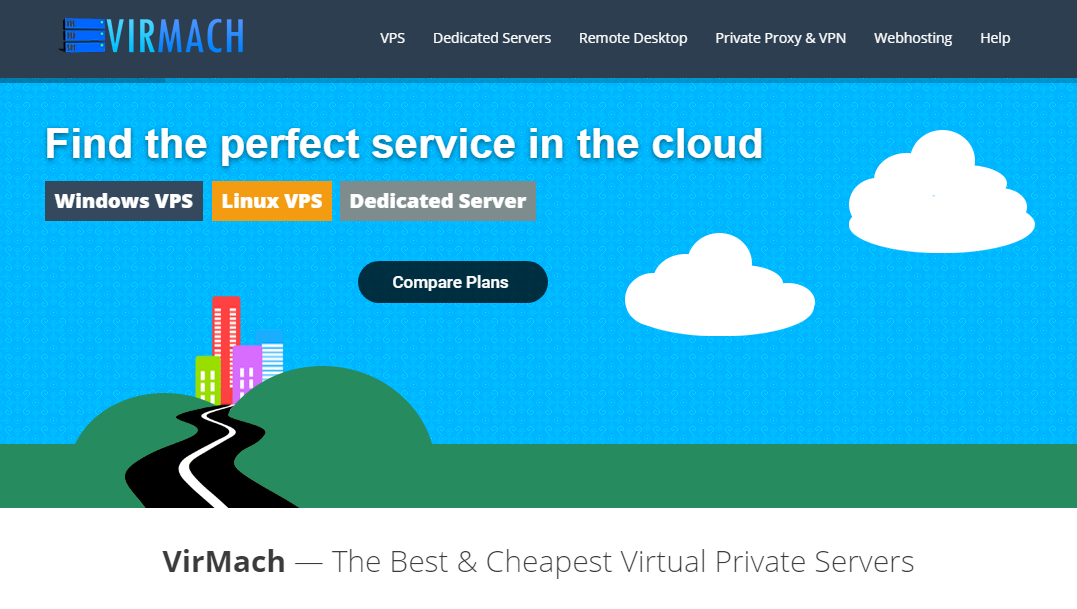 VIRMACH
VPS Dedicated Servers Remote Desktop Private Proxy & VPN Webhosting Help
Find the perfect service in the cloud
Windows VPS Linux VPS Dedicated Server
Compare Plans
VirMach — The Best & Cheapest Virtual Private Servers